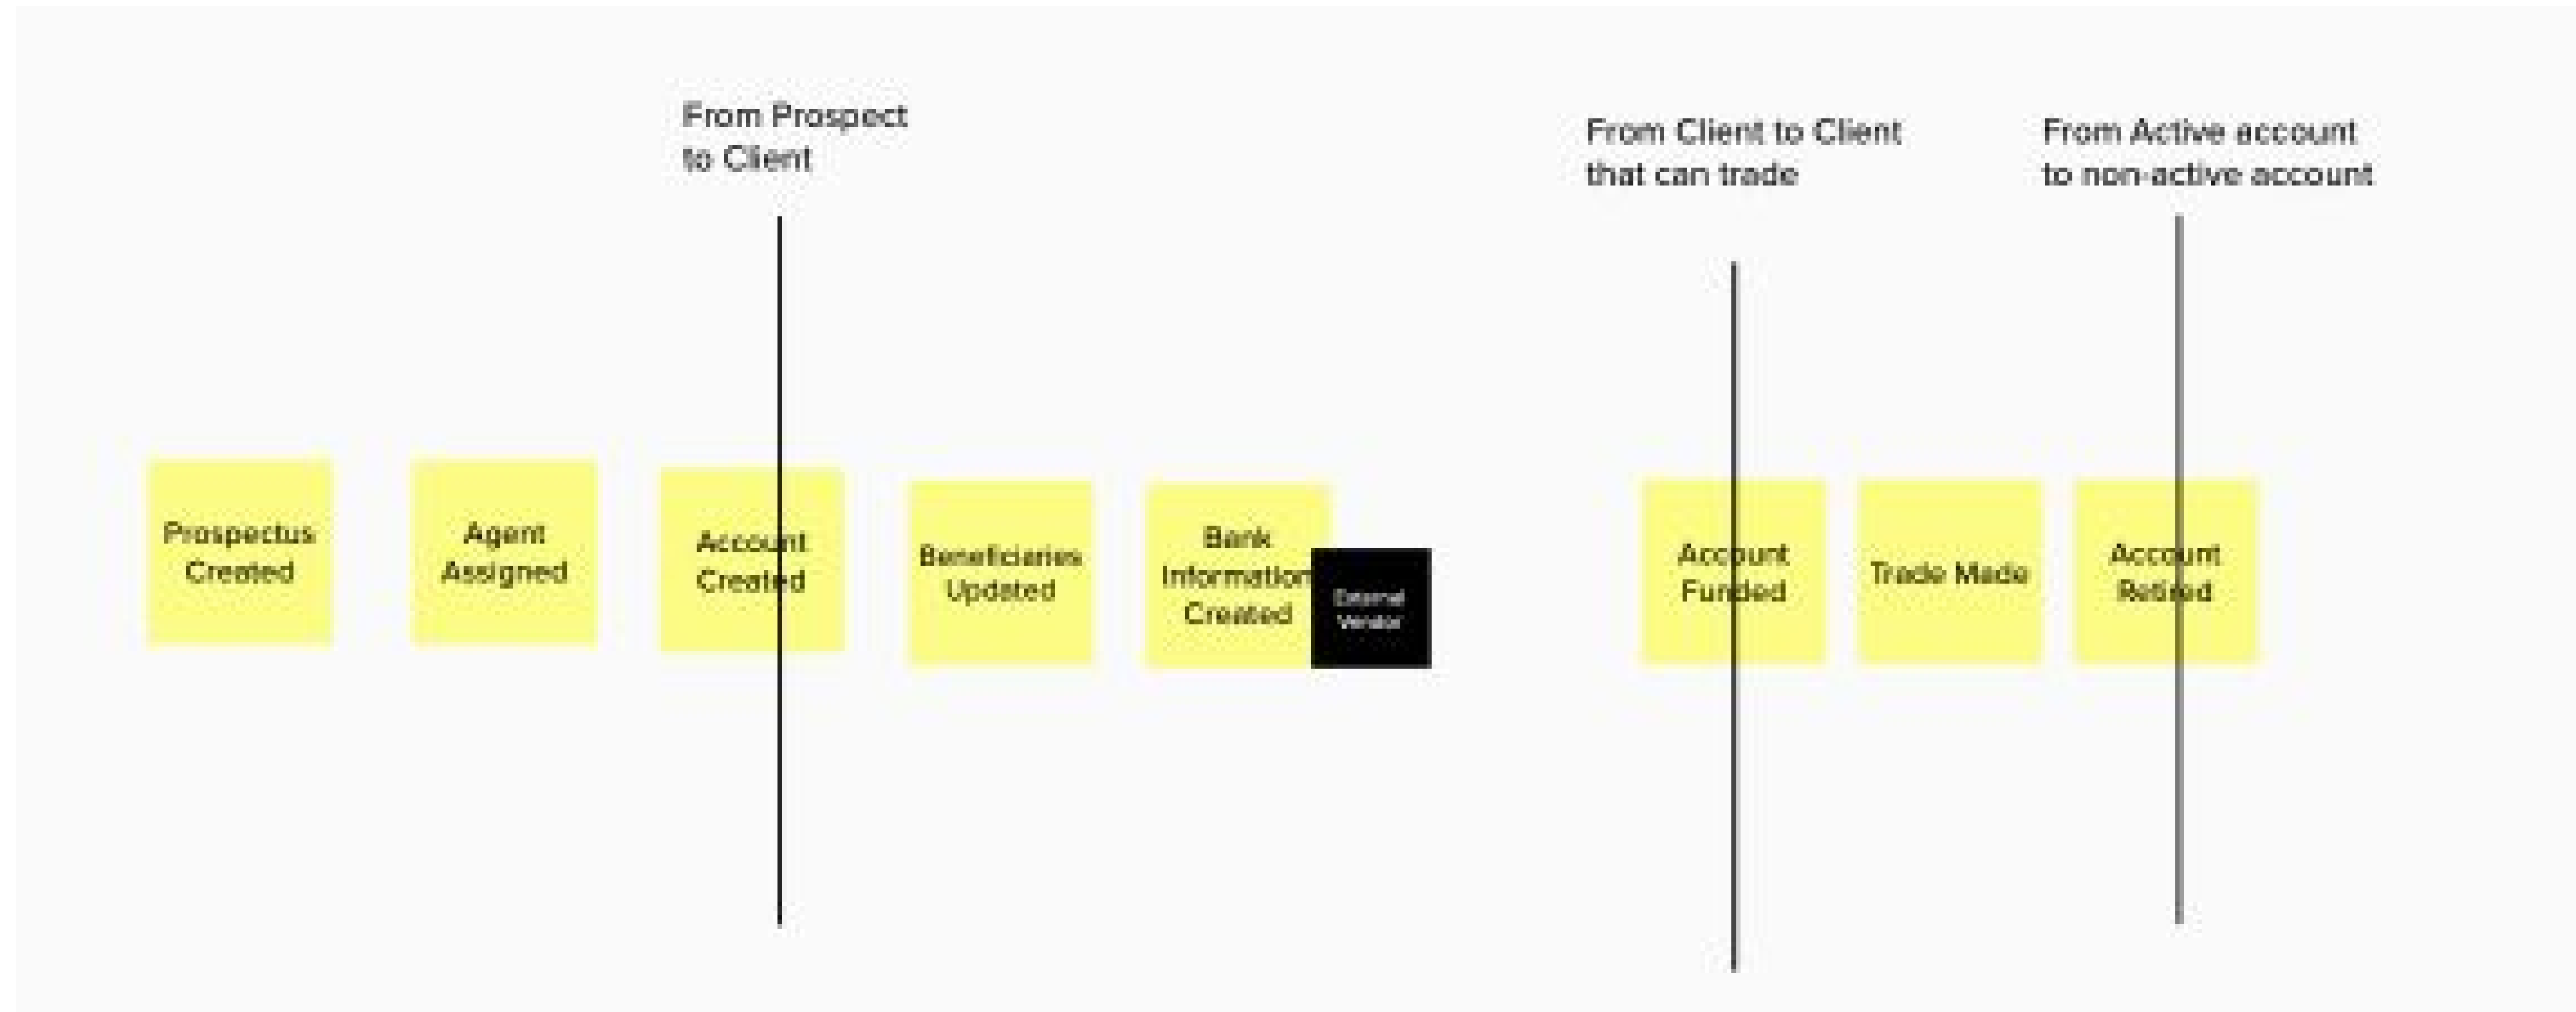 From Prospect
to Client
From Client to Client
that can trade
From Active account
to non-active account
Prospectus
Created
Agent
Assigned
Account
Created
Beneficiaries
Updated
Bank
Information
Created
External
Vendor
Account
Funded
Trade Made
Account
Retired